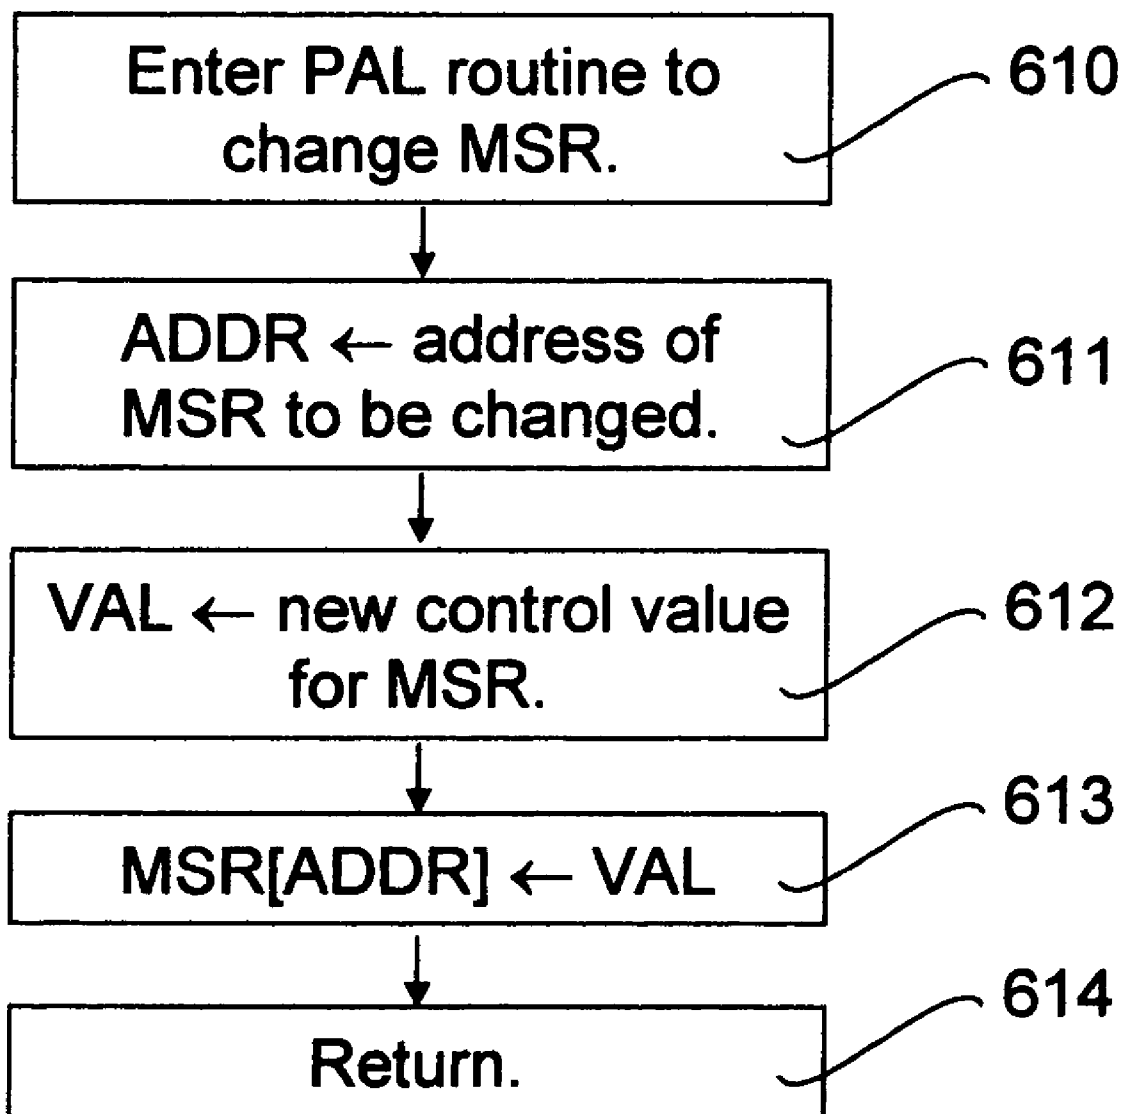 Enter PAL routine to
change MSR.
610
ADDR ← address of
MSR to be changed.
611
VAL ← new control value
for MSR.
612
MSR[ADDR] ← VAL
613
Return.
614